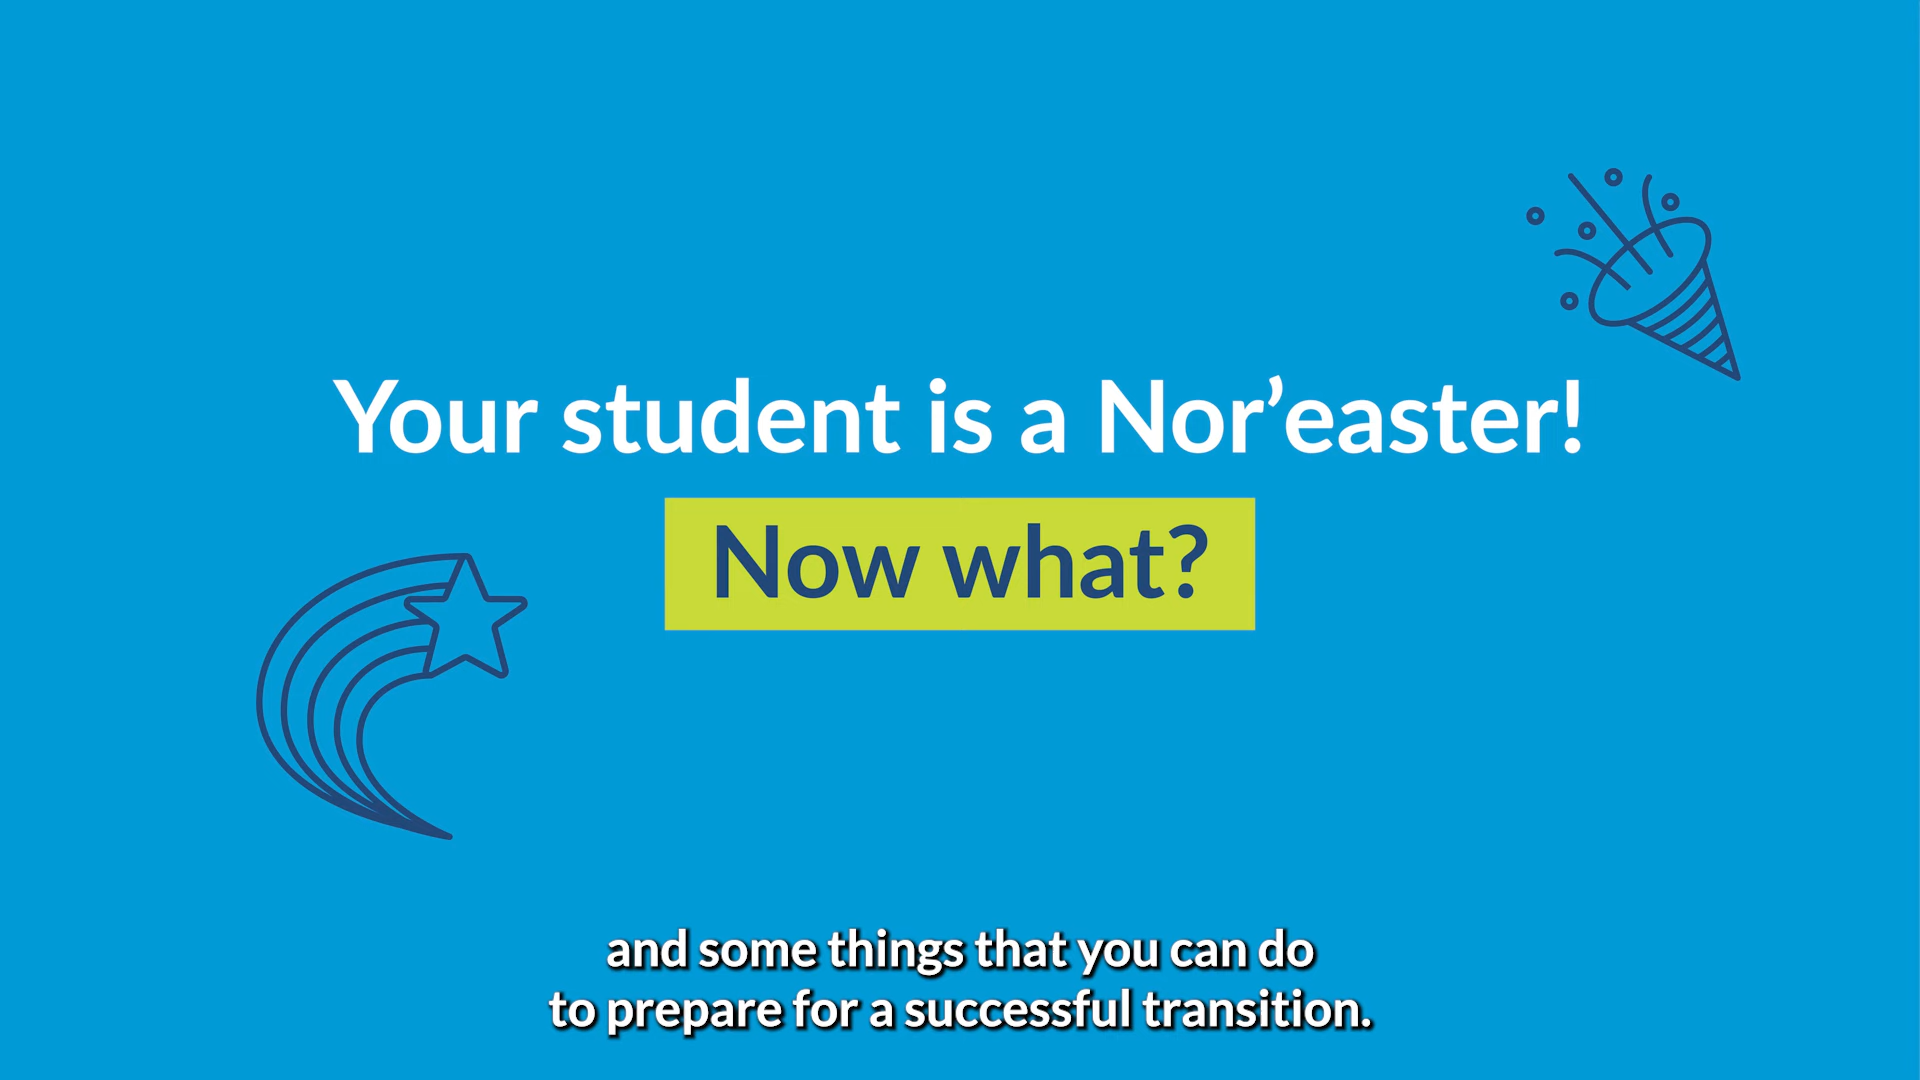 Your student is a Nor’easter!
Now what?
and some things that you can do
to prepare for a successful transition.